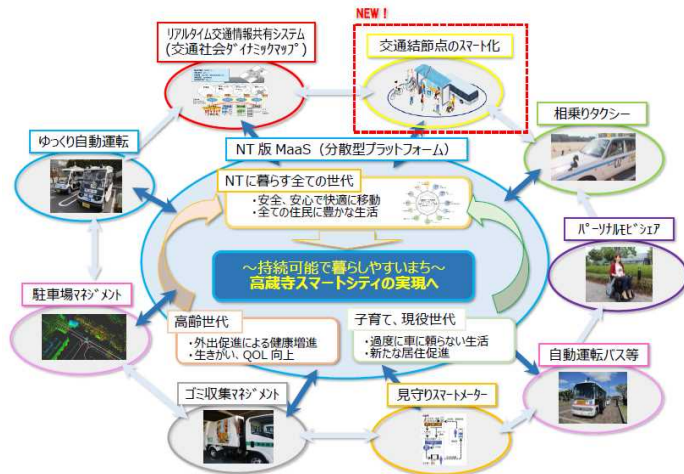 NEW！
リアルタイム交通情報共有システム
(交通社会ﾀﾞｲﾅﾐｯｸﾏｯﾌﾟ)
交通結節点のｽﾏｰﾄ化
相乗りタクシー
ゆっくり自動運転
NT 版 MaaS（分散型プラットフォーム）
NTに暮らす全ての世代
・安全、安心で快適に移動
・全ての住民に豊かな生活
ﾊﾟｰｿﾅﾙﾓﾋﾞｼｪｱ
～持続可能で暮らしやすいまち～
高蔵寺スマートシティの実現へ
駐車場ﾏﾈｼﾞﾒﾝﾄ
高齢世代
・外出促進による健康増進
・生きがい、QOL 向上
子育て、現役世代
・過度に車に頼らない生活
・新たな居住促進
自動運転バス等
ゴミ収集ﾏﾈｼﾞﾒﾝﾄ
見守りスマートメーター